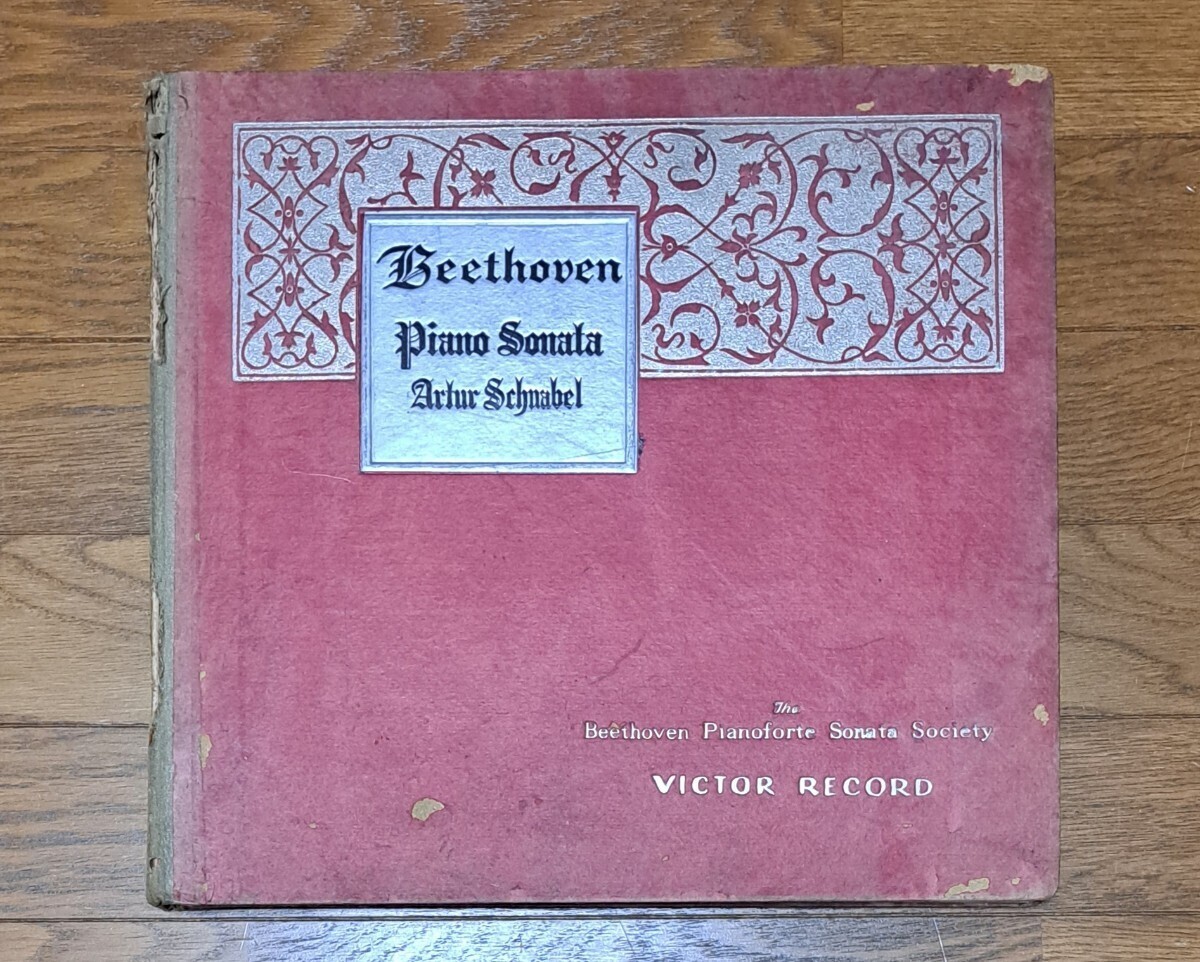 Beethoven
Piano Sonata
Artur Schnabel
The
Beethoven Pianoforte Sonata Society
VICTOR RECORD